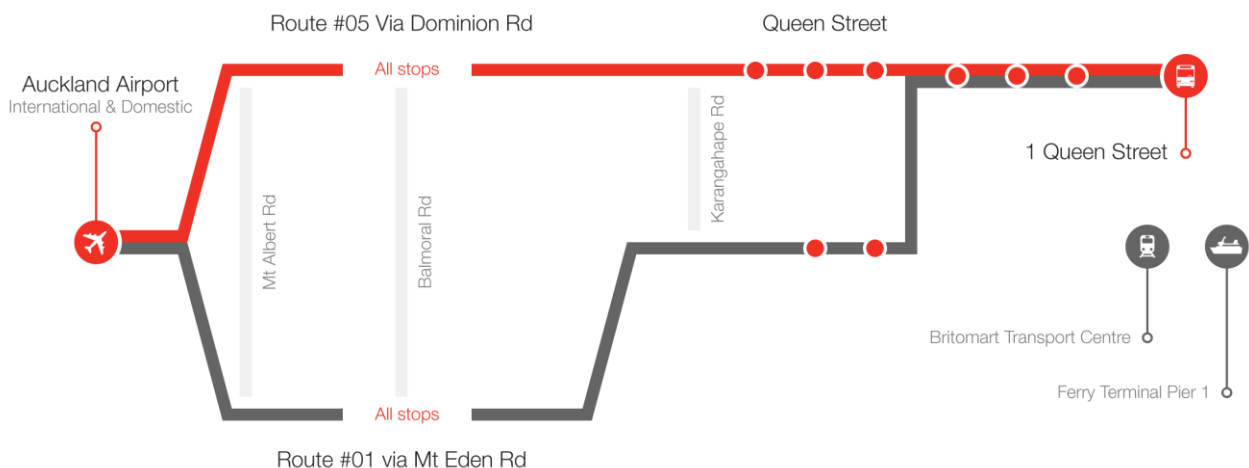 Route #05 Via Dominion Rd
Queen Street
All stops
Auckland Airport
International & Domestic
Mt Albert Rd
Balmoral Rd
Karangahape Rd
1 Queen Street
Britomart Transport Centre
Ferry Terminal Pier 1
All stops
Route #01 via Mt Eden Rd